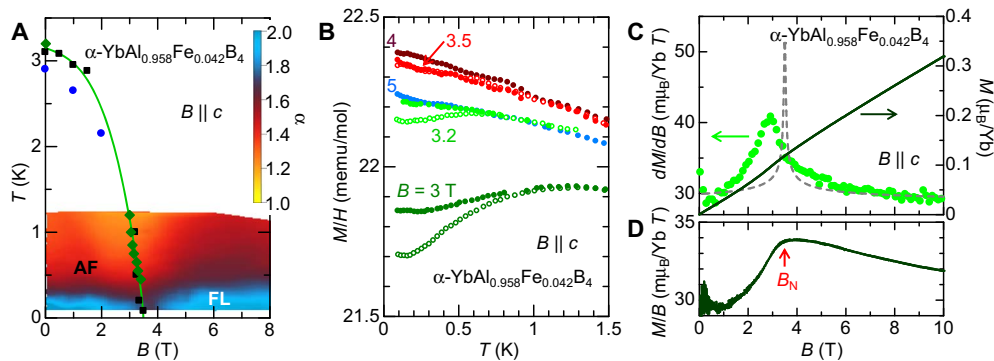 A
α-YbAl0.958Fe0.042B4
B || c
T (K)
3
2
1
0
AF
FL
0 2 4 6 8
B (T)
2.0
1.8
1.6
1.4
1.2
1.0
α
B
22.5
22
21.5
M/H (memu/mol)
4
3.5
5
3.2
B = 3 T
B || c
α-YbAl0.958Fe0.042B4
0 0.5 1 1.5
T (K)
C
α-YbAl0.958Fe0.042B4
dM/dB (mμB/Yb T)
50
40
30
M (μB/Yb)
0.4
0.3
0.2
0.1
0
B || c
D
M/B (mμB/Yb T)
35
30
29
BN
0 2 4 6 8 10
B (T)